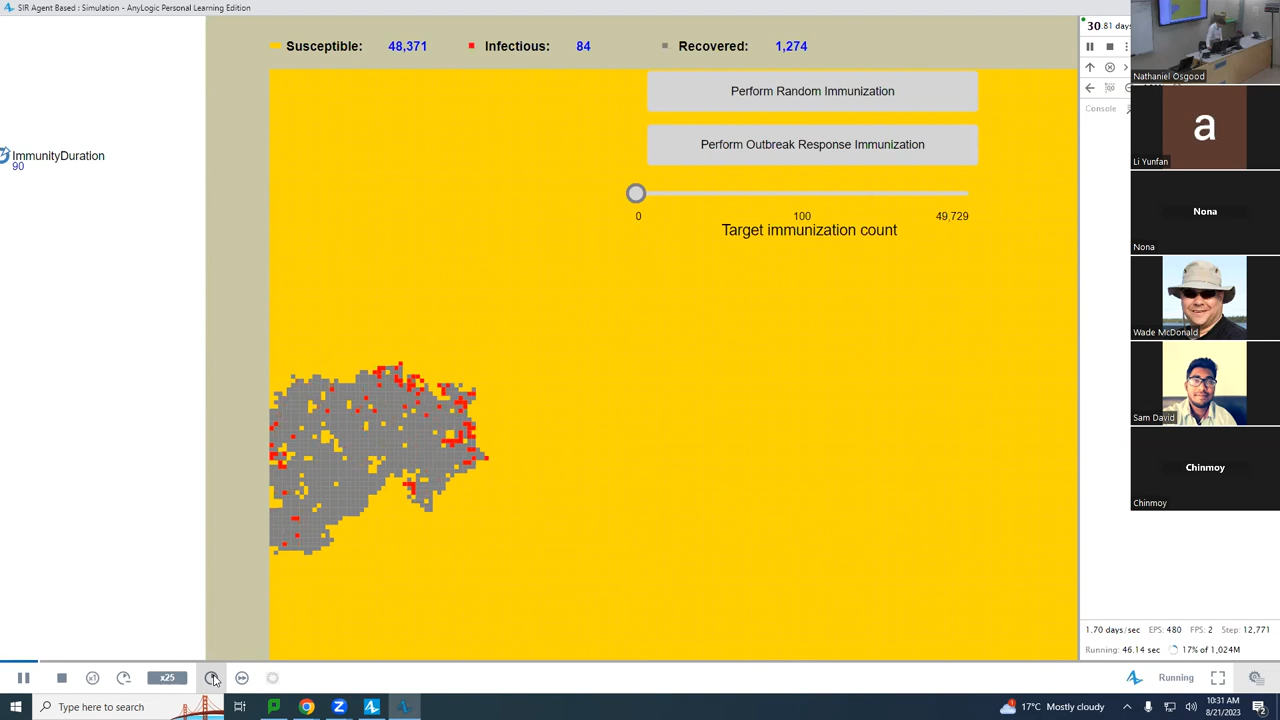 SIR Agent Based : Simulation - AnyLogic Personal Learning Edition
Susceptible: 48,371 Infectious: 84 Recovered: 1,274
30.81 days
Perform Random Immunization
Perform Outbreak Response Immunization
0 100 49,729
Target immunization count
ImmunityDuration
90
Console
Nathaniel Osgood
a
Li Yunfan
Nona
Nona
Wade McDonald
Sam David
Chinmoy
Chinmoy
1.70 days/sec EPS: 480 FPS: 2 Step: 12,771
Running: 46.14 sec 17% of 1,024M
x1
x25
Running
Type here to search
17°C Mostly cloudy
10:31 AM
8/21/2023
2